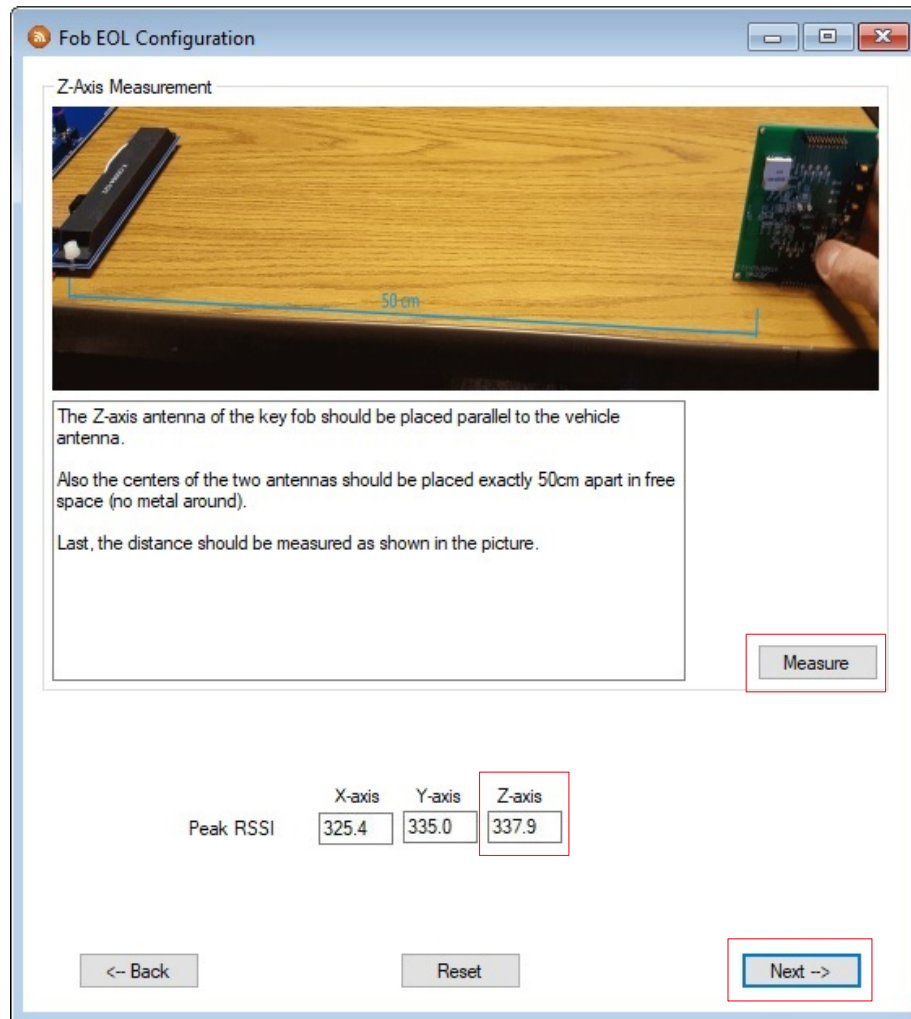 Fob EOL Configuration
Z-Axis Measurement
50 cm
The Z-axis antenna of the key fob should be placed parallel to the vehicle
antenna.
Also the centers of the two antennas should be placed exactly 50cm apart in free
space (no metal around).
Last, the distance should be measured as shown in the picture.
Measure
X-axis Y-axis Z-axis
Peak RSSI 325.4 335.0 337.9
<-- Back Reset Next -->